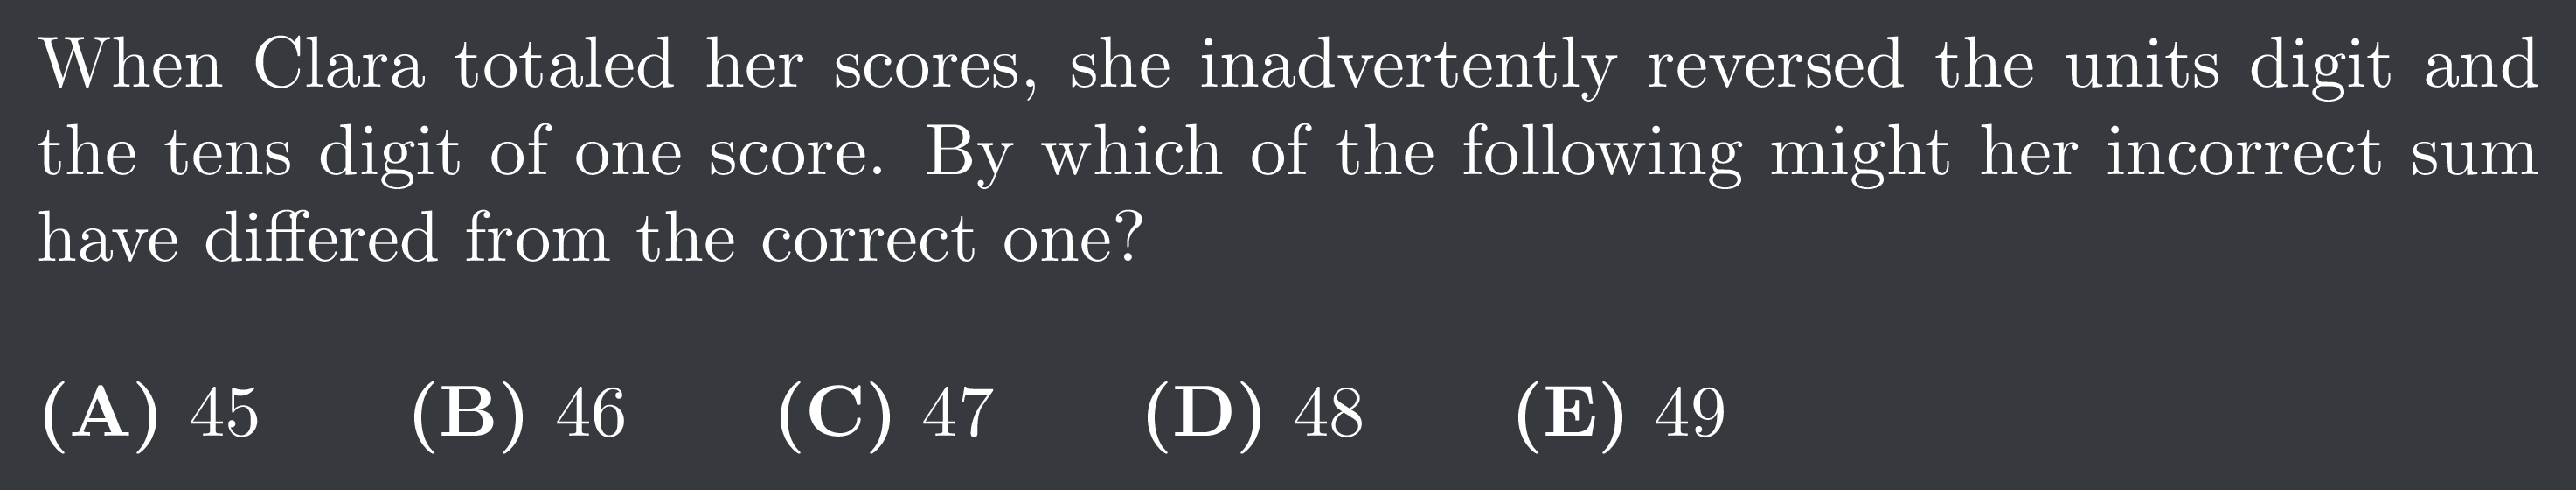 When Clara totaled her scores, she inadvertently reversed the units digit and
the tens digit of one score. By which of the following might her incorrect sum
have differed from the correct one?
(A) 45 (B) 46 (C) 47 (D) 48 (E) 49